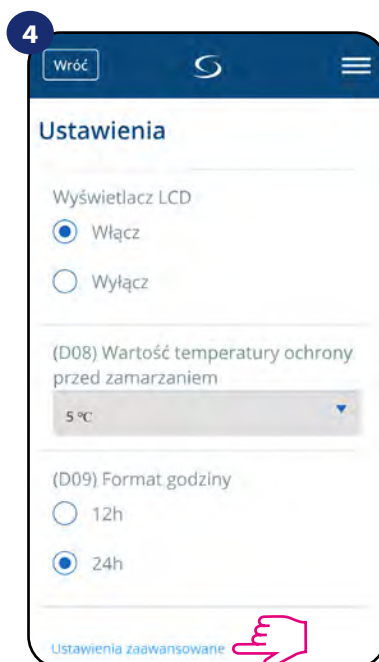 4
Wróć
Ustawienia
Wyświetlacz LCD
Włącz
Wyłącz
(D08) Wartość temperatury ochrony
przed zamarzaniem
5 °C
(D09) Format godziny
12h
24h
Ustawienia zaawansowane